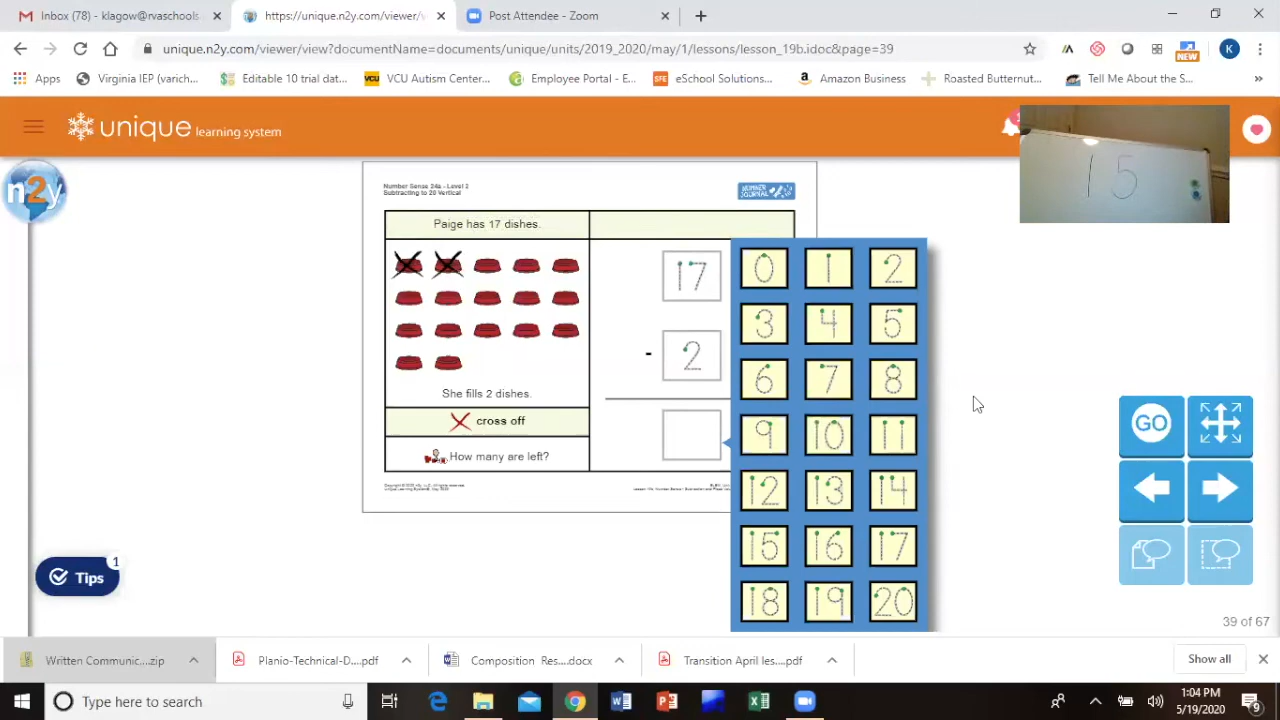 Inbox (78) - klagow@rvaschools
https://unique.n2y.com/viewer/v
Post Attendee - Zoom
unique.n2y.com/viewer/view?documentName=documents/unique/units/2019_2020/may/1/lessons/lesson_19b.idoc&page=39
NEW
K
Apps
Virginia IEP (varich...
Editable 10 trial dat...
VCU
VCU Autism Center...
Employee Portal - E...
SFE
eSchool Solutions...
Amazon Business
Roasted Butternut...
Tell Me About the S...
»
unique learning system
n2y
15
Number Sense 24a - Level 2
Subtracting to 20 Vertical
NUMBER JOURNAL
Paige has 17 dishes.
17
- 2
She fills 2 dishes.
cross off
How many are left?
0 1 2
3 4 5
6 7 8
9 10 11
12 13 14
15 16 17
18 19 20
GO
Tips
1
39 of 67
Written Communic....zip
Planio-Technical-D....pdf
Composition Res....docx
Transition April les....pdf
Show all
Type here to search
1:04 PM
5/19/2020
9